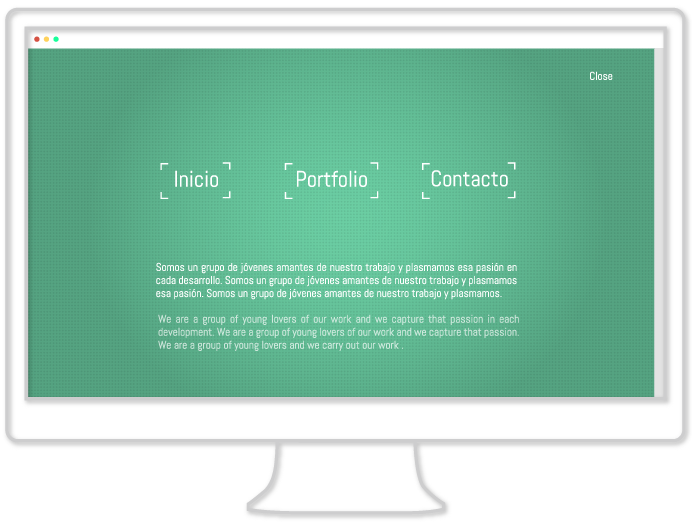 Close
Inicio Portfolio Contacto
Somos un grupo de jóvenes amantes de nuestro trabajo y plasmamos esa pasión en
cada desarrollo. Somos un grupo de jóvenes amantes de nuestro trabajo y plasmamos
esa pasión. Somos un grupo de jóvenes amantes de nuestro trabajo y plasmamos.
We are a group of young lovers of our work and we capture that passion in each
development. We are a group of young lovers of our work and we capture that passion.
We are a group of young lovers and we carry out our work .